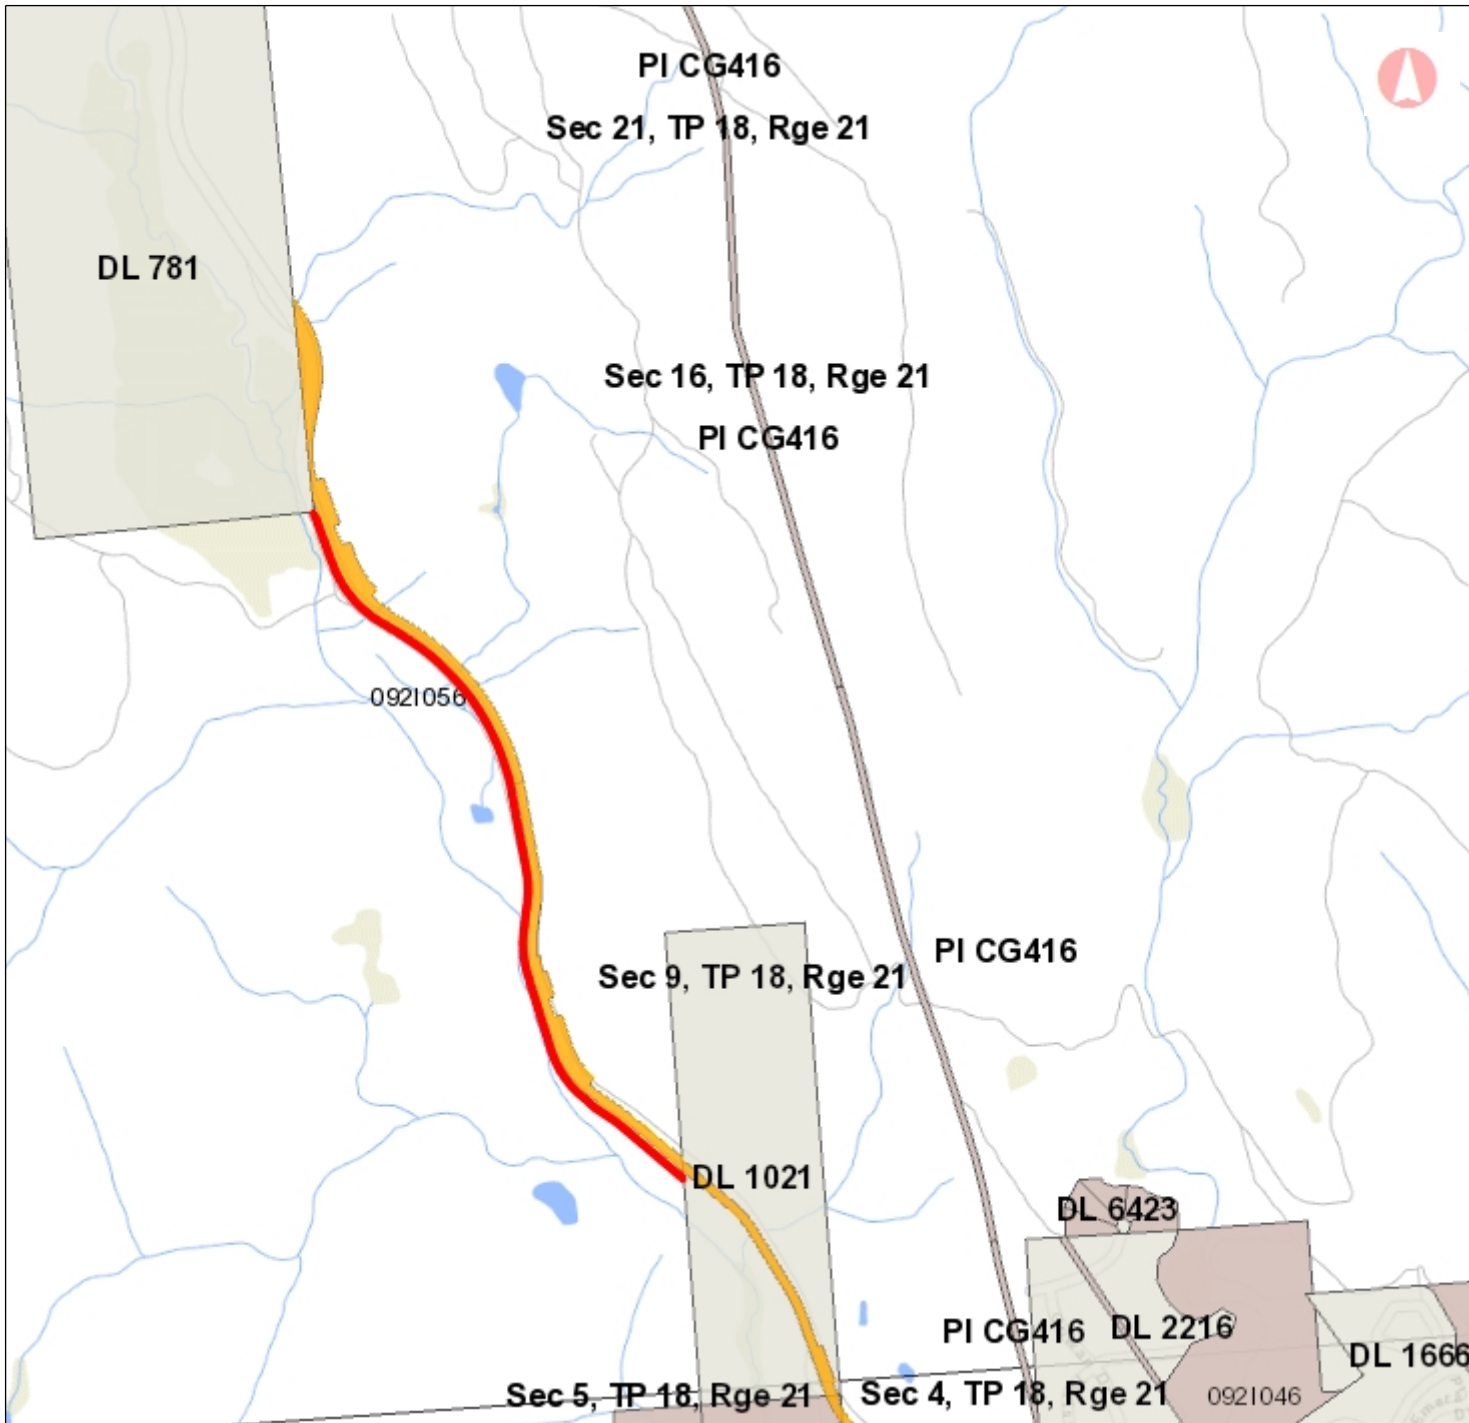 PI CG416
Sec 21, TP 18, Rge 21
DL 781
Sec 16, TP 18, Rge 21
PI CG416
092I056
PI CG416
Sec 9, TP 18, Rge 21
DL 1021
DL 6423
PI CG416
DL 2216
DL 1666
Sec 5, TP 18, Rge 21
Sec 4, TP 18, Rge 21
092I046